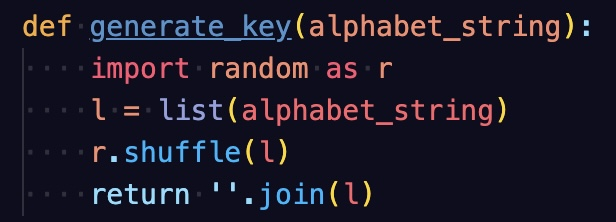 def generate_key(alphabet_string):
    import random as r
    l = list(alphabet_string)
    r.shuffle(l)
    return ''.join(l)